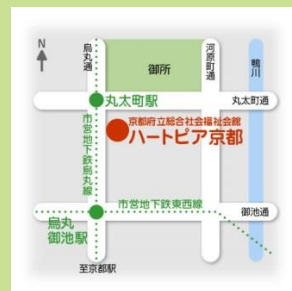 N
烏丸通
御所
河原町通
鴨川
丸太町駅
丸太町通
京都府立総合社会福祉会館
ハートピア京都
市営地下鉄烏丸線
市営地下鉄東西線
御池通
烏丸
御池駅
至京都駅